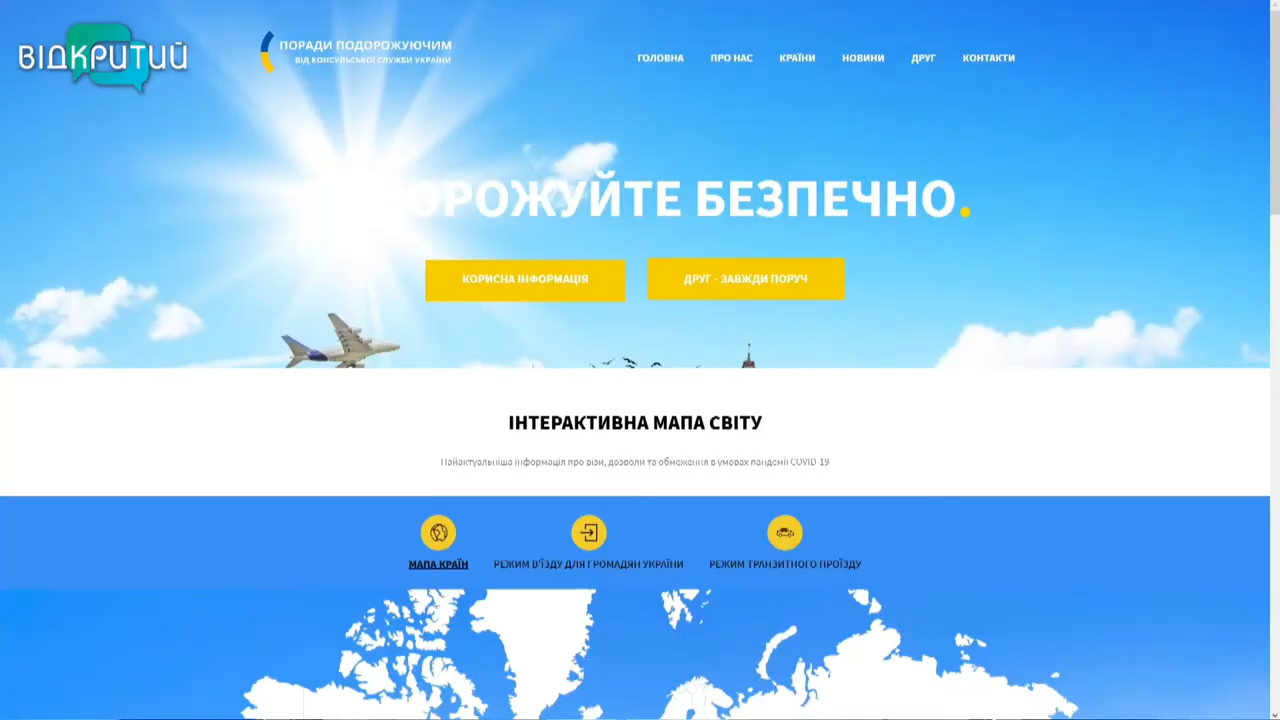 ВІДКРИТИЙ
ПОРАДИ ПОДОРОЖУЮЧИМ
ВІД КОНСУЛЬСЬКОЇ СЛУЖБИ УКРАЇНИ
ГОЛОВНА ПРО НАС КРАЇНИ НОВИНИ ДРУГ КОНТАКТИ
ПОДОРОЖУЙТЕ БЕЗПЕЧНО.
КОРИСНА ІНФОРМАЦІЯ ДРУГ - ЗАВЖДИ ПОРУЧ
ІНТЕРАКТИВНА МАПА СВІТУ
Найактуальніша інформація про візи, дозволи та обмеження в умовах пандемії COVID-19
МАПА КРАЇН РЕЖИМ В'ЇЗДУ ДЛЯ ГРОМАДЯН УКРАЇНИ РЕЖИМ ТРАНЗИТНОГО ПРОЇЗДУ